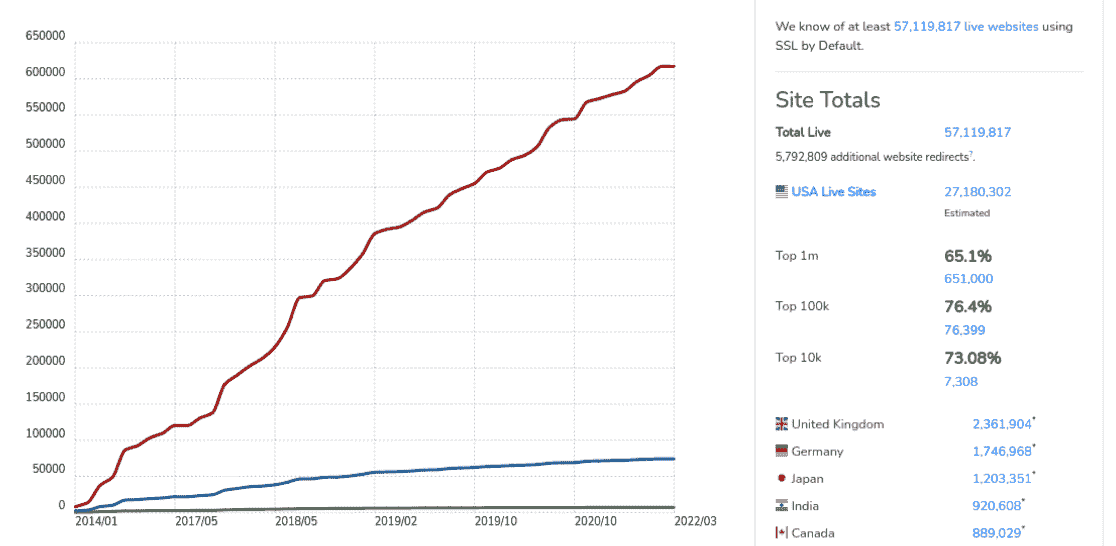 650000
600000
550000
500000
450000
400000
350000
300000
250000
200000
150000
100000
50000
0
2014/01 2017/05 2018/05 2019/02 2019/10 2020/10 2022/03
We know of at least 57,119,817 live websites using
SSL by Default.
Site Totals
Total Live 57,119,817
5,792,809 additional website redirects?.
USA Live Sites 27,180,302
Estimated
Top 1m 65.1%
651,000
Top 100k 76.4%
76,399
Top 10k 73.08%
7,308
United Kingdom 2,361,904*
Germany 1,746,968*
Japan 1,203,351*
India 920,608*
Canada 889,029*